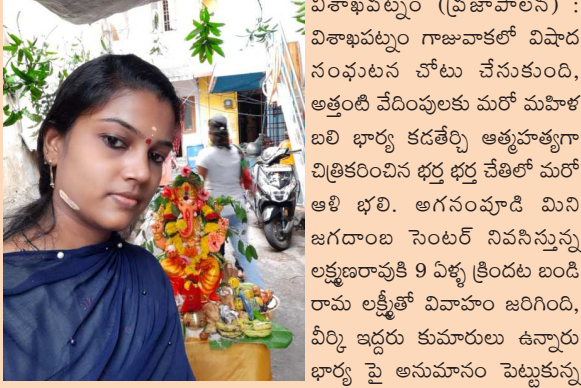 విశాఖపట్నం (ప్రజాపాలన) :
విశాఖపట్నం గాజువాకలో విషాద
సంఘటన చోటు చేసుకుంది,
అత్తంటి వేదింపులకు మరో మహిళ
బలి భార్య కడతేర్చి ఆత్మహత్యగా
చిత్రికరించిన భర్త భర్త చేతిలో మరో
ఆళి భలి. అగనంవూడి మిని
జగదాంబ సెంటర్ నివసిస్తున్న
లక్ష్మణరావుకి 9 ఏళ్ళ క్రిందట బండి
రామ లక్ష్మీతో వివాహం జరిగింది,
వీర్కి ఇద్దరు కుమారులు ఉన్నారు
భార్య పై అనుమానం పెట్టుకున్న